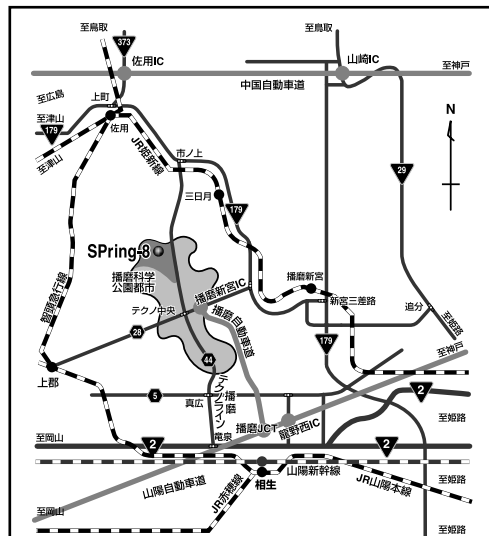 至鳥取
至鳥取
373
佐用IC
山崎IC
至神戸
中国自動車道
至広島
上町
至津山
179
佐用
至津山
JR姫新線
市ノ上
N
29
三日月
179
SPring-8
播磨科学
公園都市
播磨新宮IC
播磨新宮
智頭急行線
テクノ中央
新宮三差路
追分
播磨自動車道
至姫路
28
179
至神戸
44
上郡
テクノライン
播磨
5
真広
2
至姫路
播磨JCT
龍野西IC
竜泉
至岡山
2
2
至姫路
山陽新幹線
至姫路
山陽自動車道
相生
JR赤穂線
JR山陽本線
至岡山
至姫路